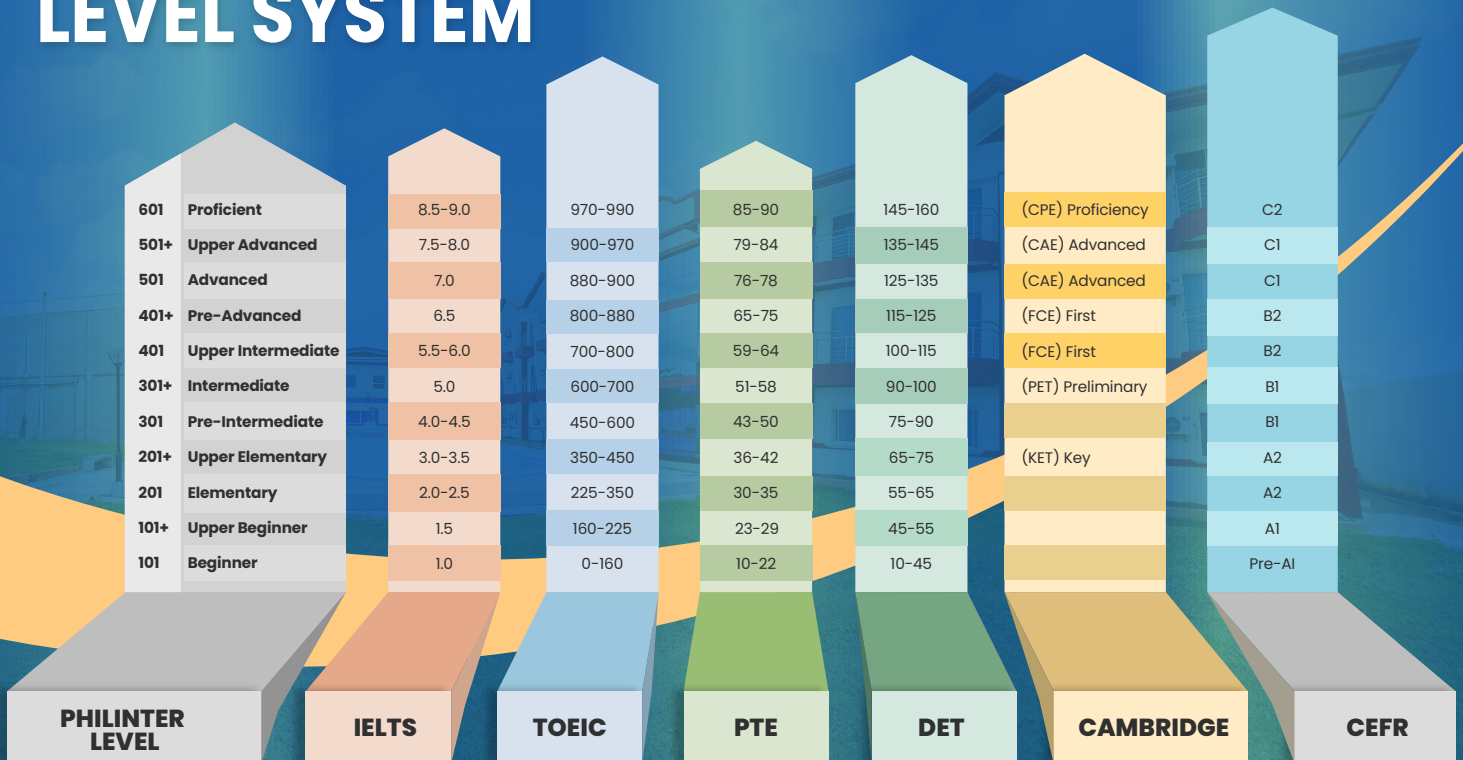 LEVEL SYSTEM
601 Proficient 8.5-9.0 970-990 85-90 145-160 (CPE) Proficiency C2
501+ Upper Advanced 7.5-8.0 900-970 79-84 135-145 (CAE) Advanced C1
501 Advanced 7.0 880-900 76-78 125-135 (CAE) Advanced C1
401+ Pre-Advanced 6.5 800-880 65-75 115-125 (FCE) First B2
401 Upper Intermediate 5.5-6.0 700-800 59-64 100-115 (FCE) First B2
301+ Intermediate 5.0 600-700 51-58 90-100 (PET) Preliminary B1
301 Pre-Intermediate 4.0-4.5 450-600 43-50 75-90 B1
201+ Upper Elementary 3.0-3.5 350-450 36-42 65-75 (KET) Key A2
201 Elementary 2.0-2.5 225-350 30-35 55-65 A2
101+ Upper Beginner 1.5 160-225 23-29 45-55 A1
101 Beginner 1.0 0-160 10-22 10-45 Pre-AI
PHILINTER
LEVEL
IELTS
TOEIC
PTE
DET
CAMBRIDGE
CEFR